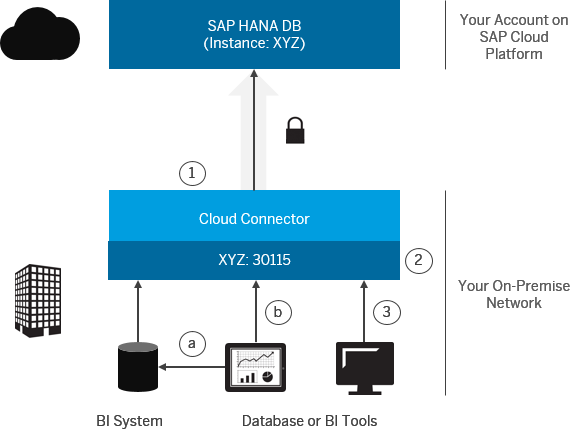 SAP HANA DB
(Instance: XYZ)
Your Account on
SAP Cloud
Platform
1
Cloud Connector
XYZ: 30115
2
Your On-Premise
Network
b
3
a
BI System
Database or BI Tools